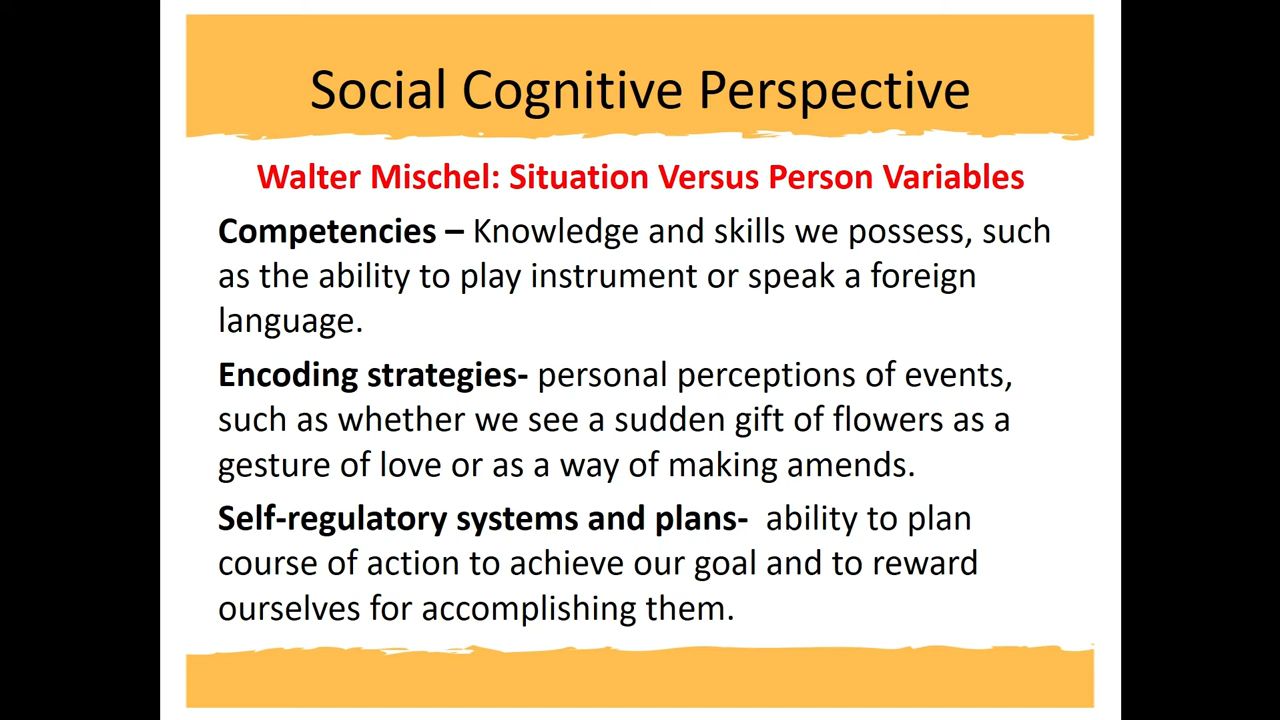 Social Cognitive Perspective
Walter Mischel: Situation Versus Person Variables
Competencies – Knowledge and skills we possess, such
as the ability to play instrument or speak a foreign
language.
Encoding strategies- personal perceptions of events,
such as whether we see a sudden gift of flowers as a
gesture of love or as a way of making amends.
Self-regulatory systems and plans-  ability to plan
course of action to achieve our goal and to reward
ourselves for accomplishing them.